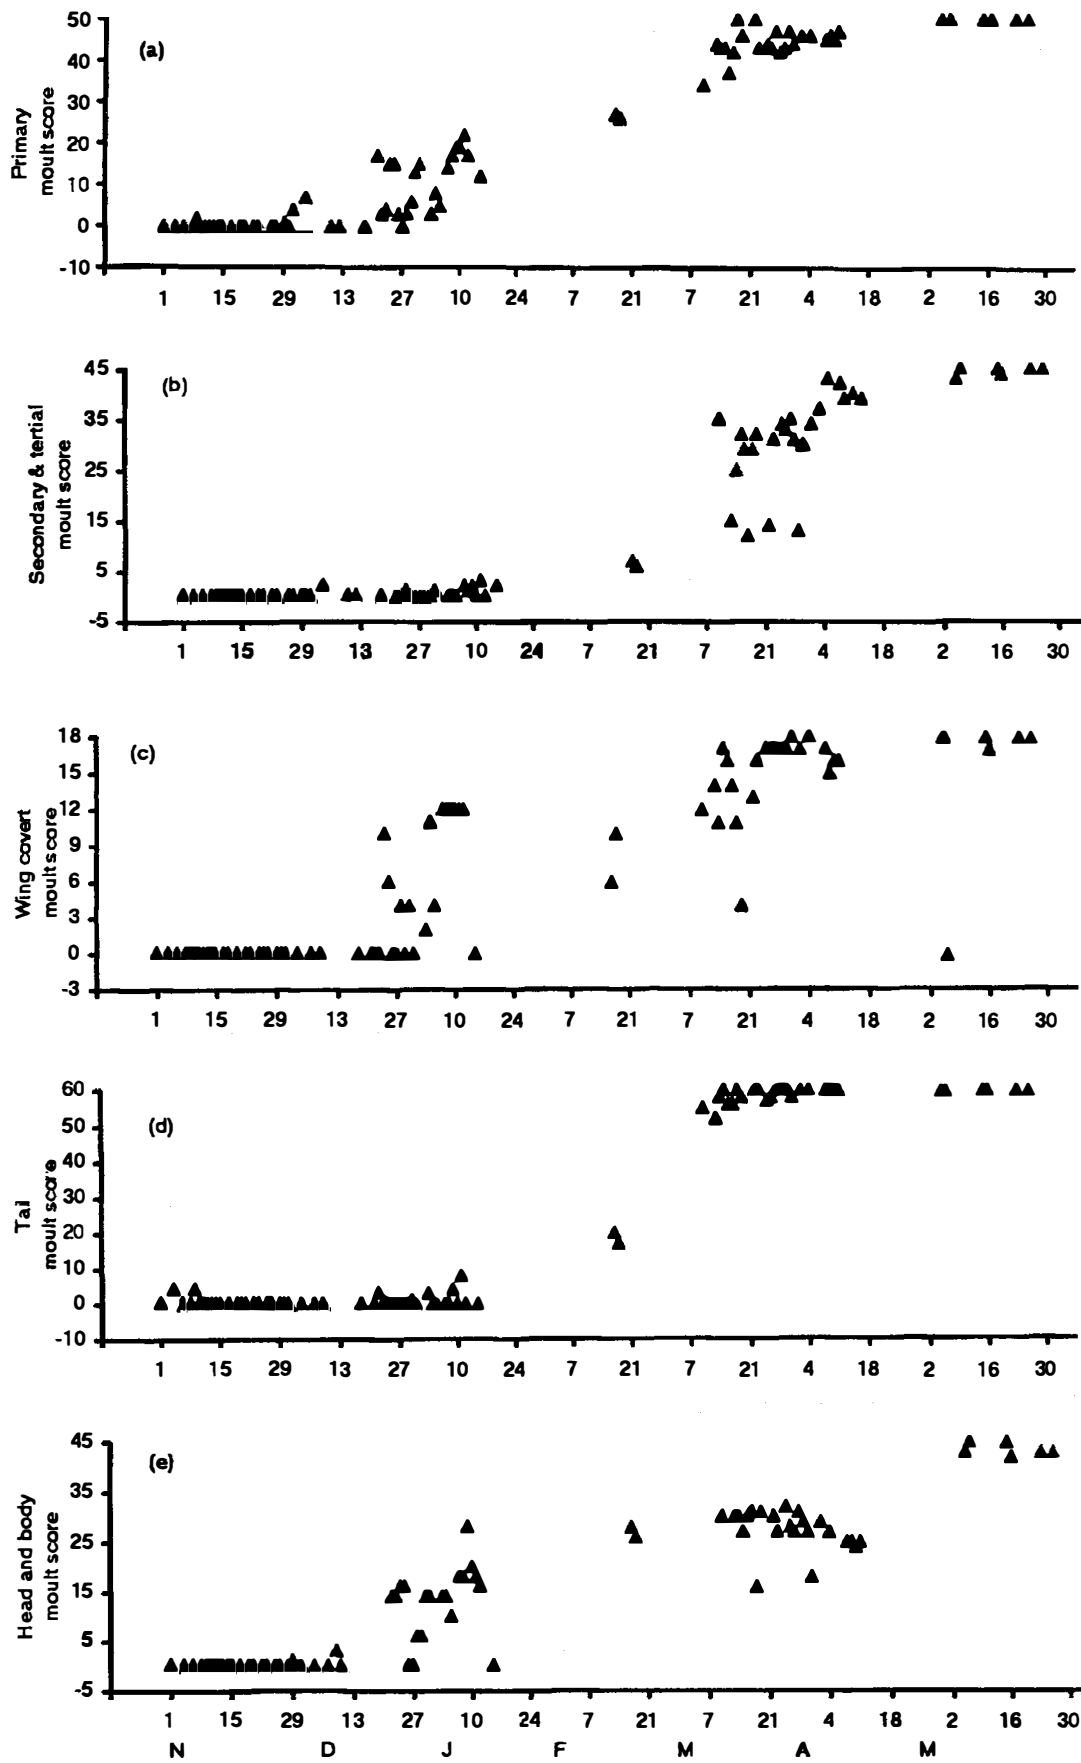 (a)
Primary
moult score
50
40
30
20
10
0
-10
1 15 29 13 27 10 24 7 21 7 21 4 18 2 16 30
(b)
Secondary & tertial
moult score
45
35
25
15
5
-5
1 15 29 13 27 10 24 7 21 7 21 4 18 2 16 30
(c)
Wing covert
moult score
18
15
12
9
6
3
0
-3
1 15 29 13 27 10 24 7 21 7 21 4 18 2 16 30
(d)
Tail
moult score
60
50
40
30
20
10
0
-10
1 15 29 13 27 10 24 7 21 7 21 4 18 2 16 30
(e)
Head and body
moult score
45
35
25
15
5
-5
1 15 29 13 27 10 24 7 21 7 21 4 18 2 16 30
N D J F M A M